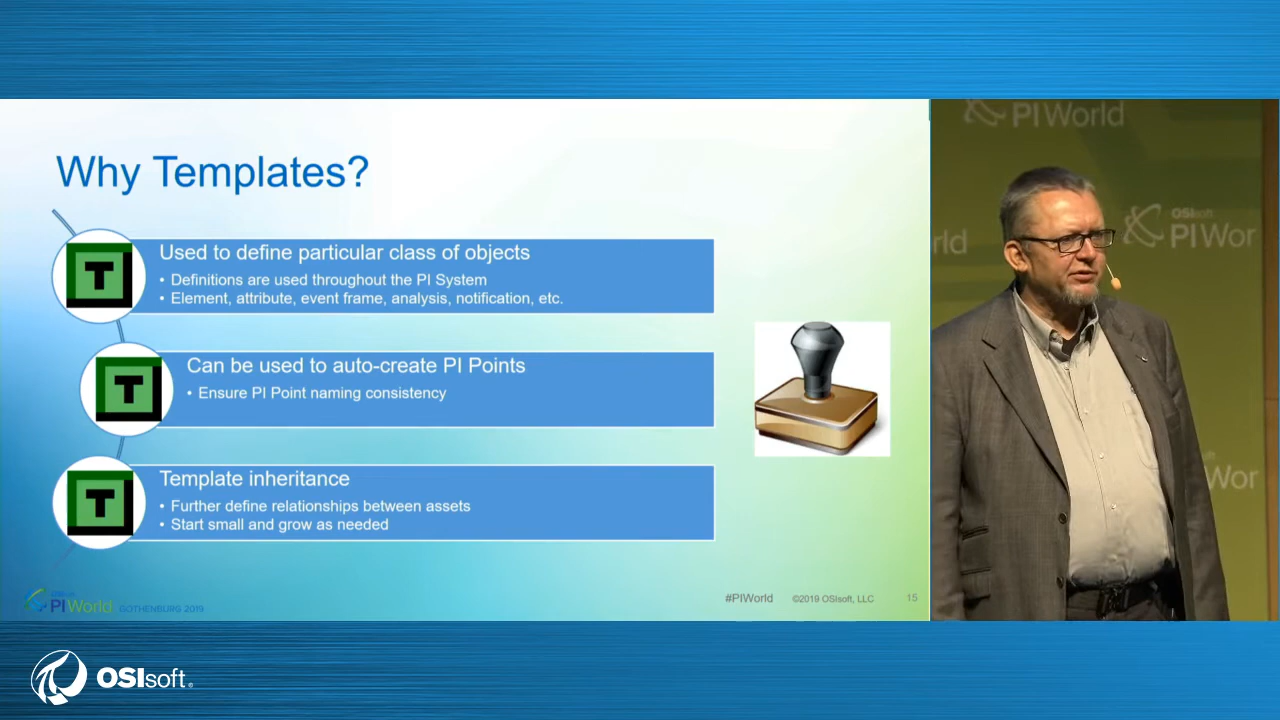 Why Templates?
T
Used to define particular class of objects
• Definitions are used throughout the PI System
• Element, attribute, event frame, analysis, notification, etc.
T
Can be used to auto-create PI Points
• Ensure PI Point naming consistency
T
Template inheritance
• Further define relationships between assets
• Start small and grow as needed
PI World GOTHENBURG 2019
#PIWorld ©2019 OSIsoft, LLC 15
PI World
rld
OSIsoft.
PI Wor
Wor
OSIsoft.